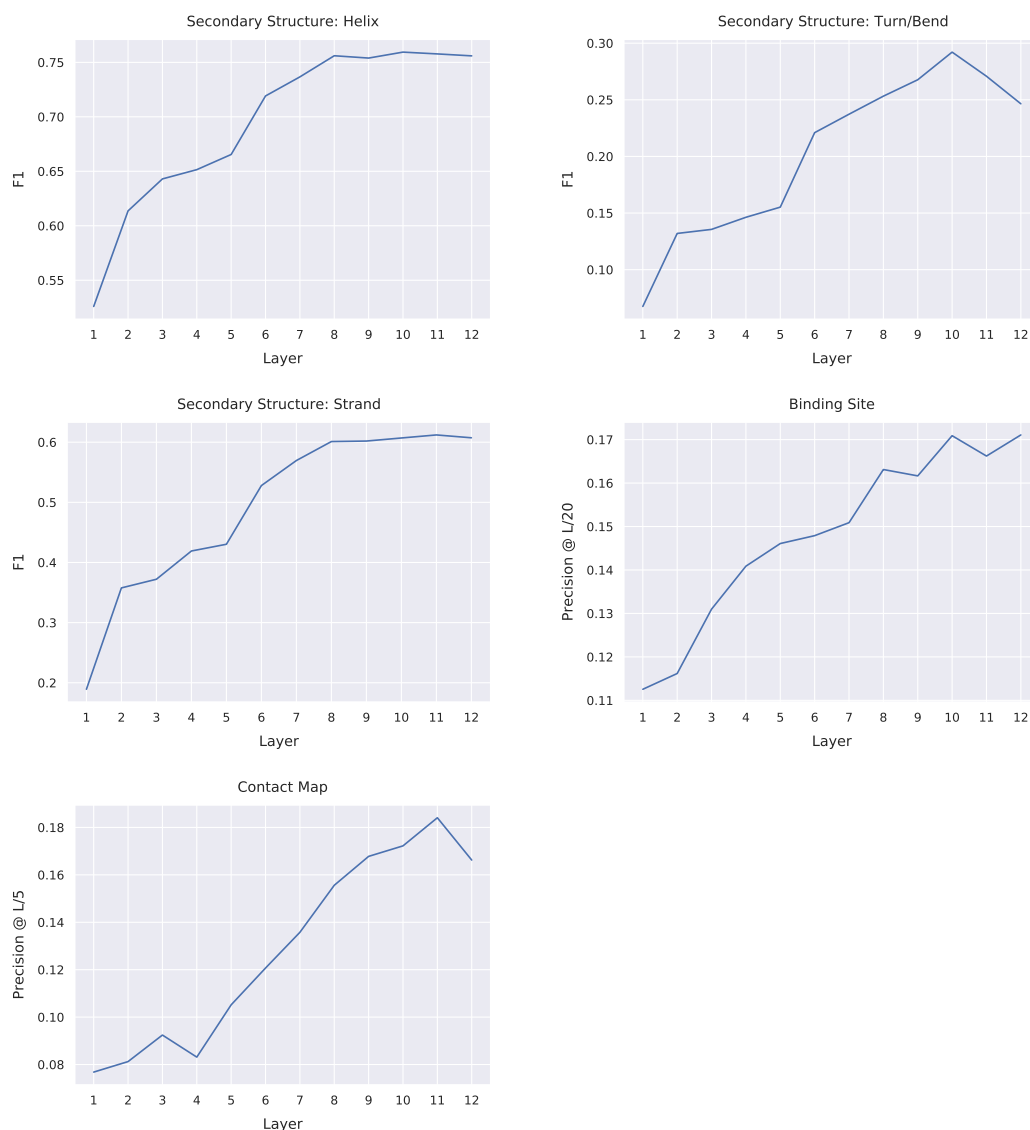 Secondary Structure: Helix
F1
0.75
0.70
0.65
0.60
0.55
1 2 3 4 5 6 7 8 9 10 11 12
Layer
Secondary Structure: Turn/Bend
F1
0.30
0.25
0.20
0.15
0.10
1 2 3 4 5 6 7 8 9 10 11 12
Layer
Secondary Structure: Strand
F1
0.6
0.5
0.4
0.3
0.2
1 2 3 4 5 6 7 8 9 10 11 12
Layer
Binding Site
Precision @ L/20
0.17
0.16
0.15
0.14
0.13
0.12
0.11
1 2 3 4 5 6 7 8 9 10 11 12
Layer
Contact Map
Precision @ L/5
0.18
0.16
0.14
0.12
0.10
0.08
1 2 3 4 5 6 7 8 9 10 11 12
Layer